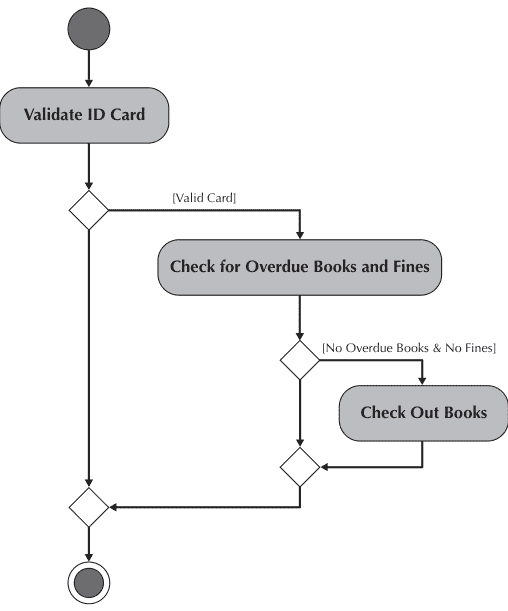 Validate ID Card
[Valid Card]
Check for Overdue Books and Fines
[No Overdue Books & No Fines]
Check Out Books